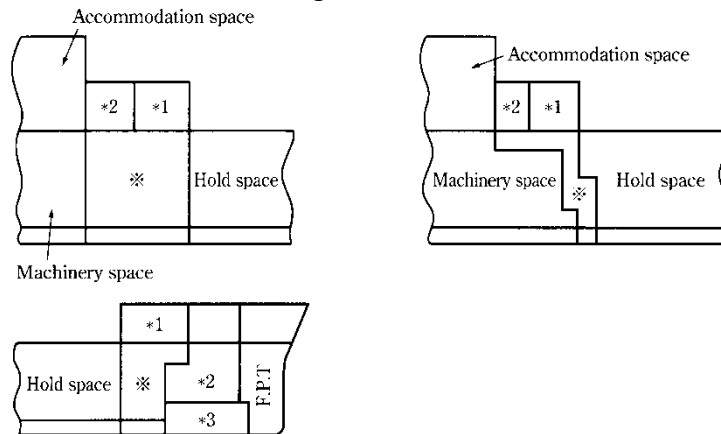 Accommodation space
*2
*1
※
Hold space
Machinery space
Accommodation space
*2
*1
Machinery space
※
Hold space
*1
Hold space
※
*2
F.P.T
*3